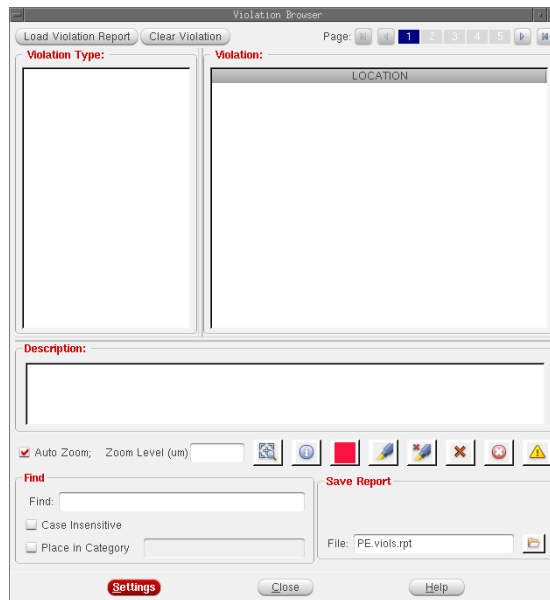 Violation Browser
Load Violation Report Clear Violation Page: 1 2 3 4 5
Violation Type: Violation:
LOCATION
Description:
Auto Zoom; Zoom Level (um)
Find
Save Report
Find:
Case Insensitive
Place in Category
File: PE.viols.rpt
Settings Close Help